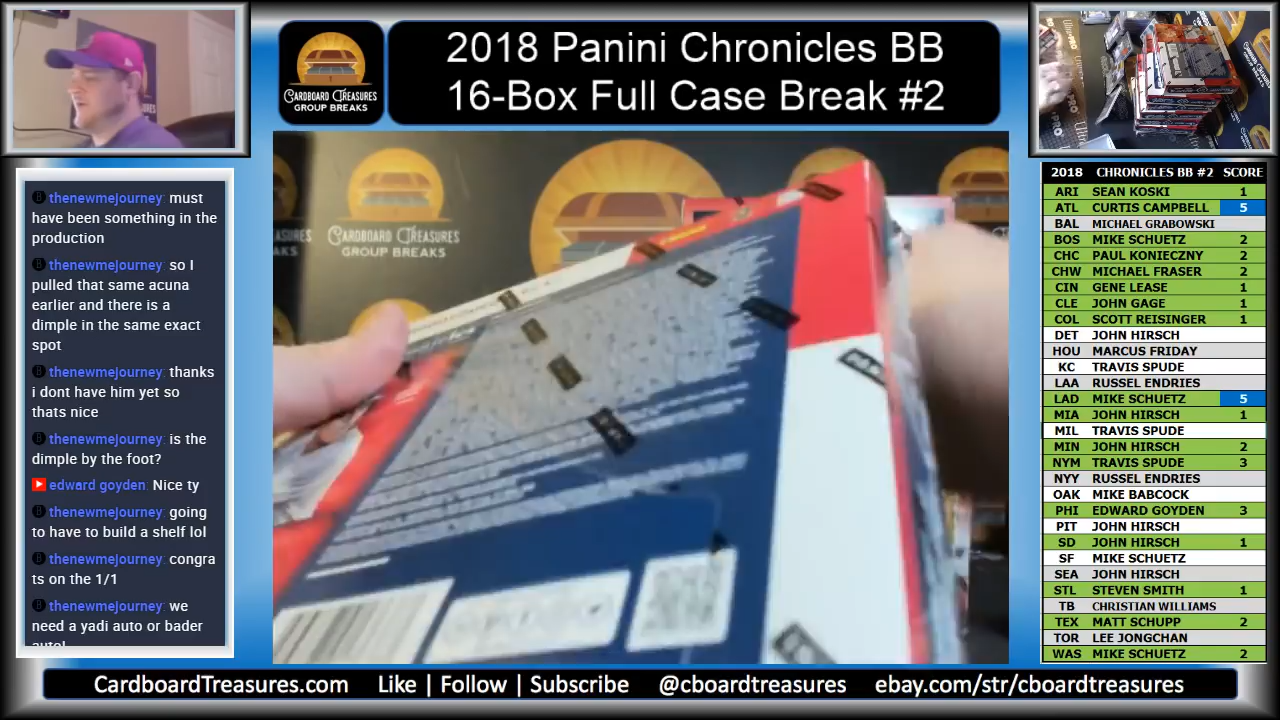 2018 Panini Chronicles BB
16-Box Full Case Break #2
CARDBOARD TREASURES
GROUP BREAKS
CARDBOARD TREASURES
GROUP BREAKS
thenewmejourney: must
have been something in the
production
thenewmejourney: so I
pulled that same acuna
earlier and there is a
dimple in the same exact
spot
thenewmejourney: thanks
i dont have him yet so
thats nice
thenewmejourney: is the
dimple by the foot?
edward goyden: Nice ty
thenewmejourney: going
to have to build a shelf lol
thenewmejourney: congra
ts on the 1/1
thenewmejourney: we
need a yadi auto or bader
auto!
2018 CHRONICLES BB #2 SCORE
ARI SEAN KOSKI 1
ATL CURTIS CAMPBELL 5
BAL MICHAEL GRABOWSKI
BOS MIKE SCHUETZ 2
CHC PAUL KONIECZNY 2
CHW MICHAEL FRASER 2
CIN GENE LEASE 1
CLE JOHN GAGE 1
COL SCOTT REISINGER 1
DET JOHN HIRSCH
HOU MARCUS FRIDAY
KC TRAVIS SPUDE
LAA RUSSEL ENDRIES
LAD MIKE SCHUETZ 5
MIA JOHN HIRSCH 1
MIL TRAVIS SPUDE
MIN JOHN HIRSCH 2
NYM TRAVIS SPUDE 3
NYY RUSSEL ENDRIES
OAK MIKE BABCOCK
PHI EDWARD GOYDEN 3
PIT JOHN HIRSCH
SD JOHN HIRSCH 1
SF MIKE SCHUETZ
SEA JOHN HIRSCH
STL STEVEN SMITH 1
TB CHRISTIAN WILLIAMS
TEX MATT SCHUPP 2
TOR LEE JONGCHAN
WAS MIKE SCHUETZ 2
CardboardTreasures.com Like | Follow | Subscribe @cboardtreasures ebay.com/str/cboardtreasures